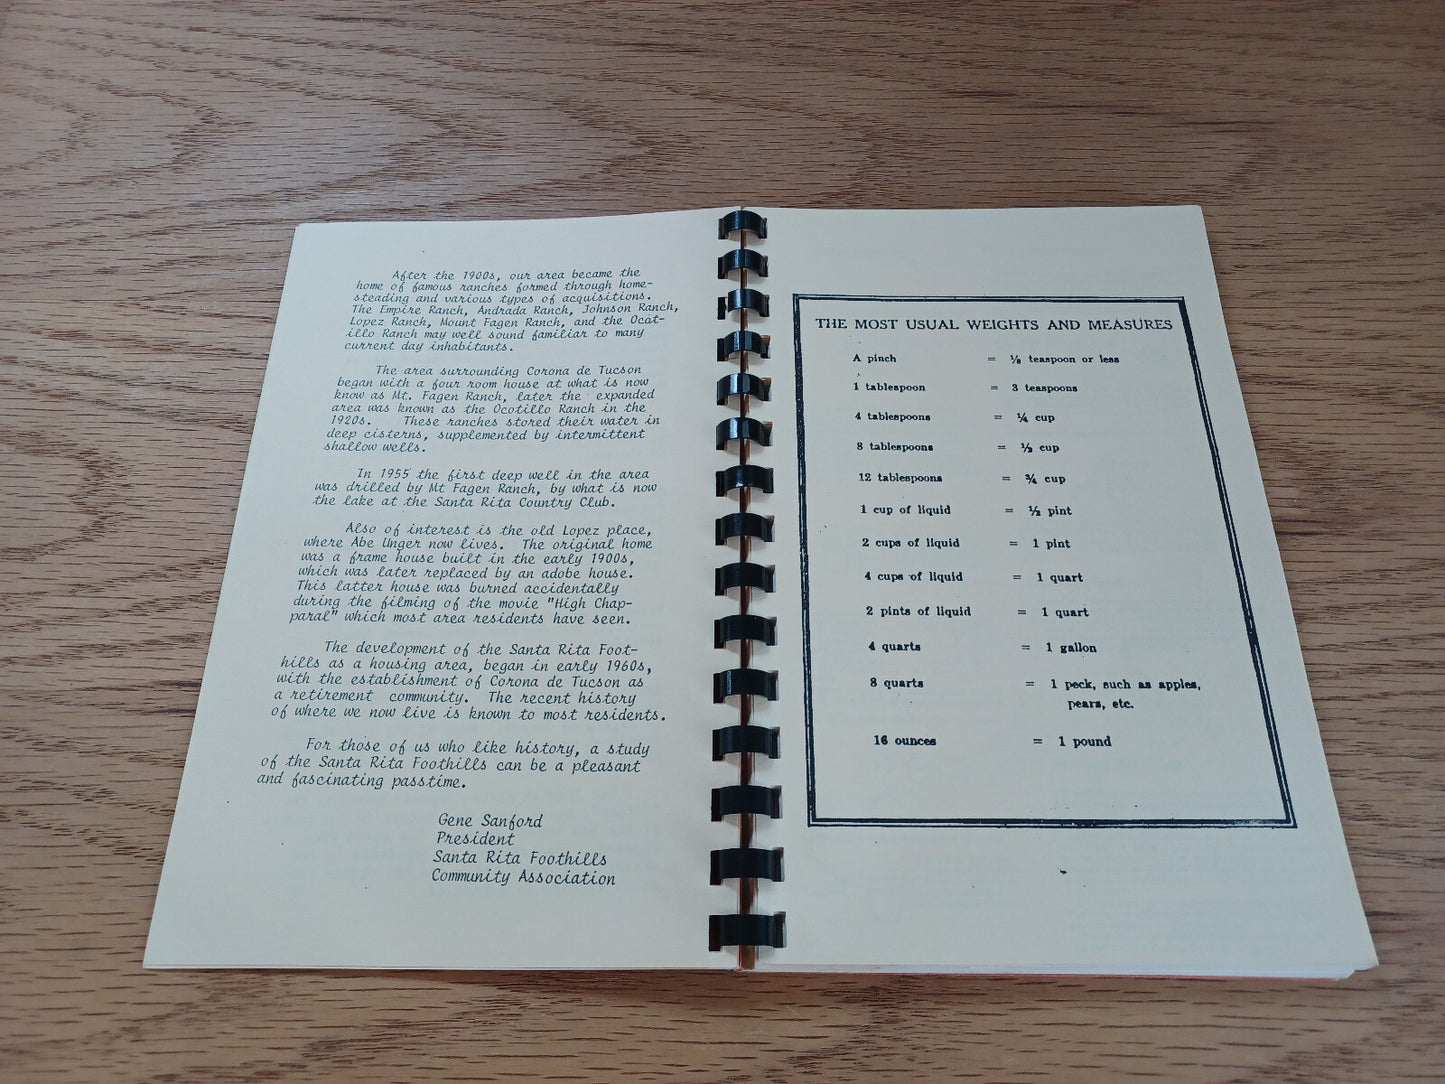 After the 1900s, our area became the
home of famous ranches formed through home-
steading and various types of acquisitions.
The Empire Ranch, Andrada Ranch, Johnson Ranch,
Lopez Ranch, Mount Fagen Ranch, and the Ocat-
illo Ranch may well sound familiar to many
current day inhabitants.
The area surrounding Corona de Tucson
began with a four room house at what is now
know as Mt. Fagen Ranch, later the expanded
area was known as the Ocotillo Ranch in the
1920s. These ranches stored their water in
deep cisterns, supplemented by intermittent
shallow wells.
In 1955 the first deep well in the area
was drilled by Mt Fagen Ranch, by what is now
the lake at the Santa Rita Country Club.
Also of interest is the old Lopez place,
where Abe Unger now lives. The original home
was a frame house built in the early 1900s,
which was later replaced by an adobe house.
This latter house was burned accidentally
during the filming of the movie "High Chap-
paral" which most area residents have seen.
The development of the Santa Rita Foot-
hills as a housing area, began in early 1960s,
with the establishment of Corona de Tucson as
a retirement community. The recent history
of where we now live is known to most residents.
For those of us who like history, a study
of the Santa Rita Foothills can be a pleasant
and fascinating passtime.
Gene Sanford
President
Santa Rita Foothills
Community Association
THE MOST USUAL WEIGHTS AND MEASURES
A pinch = ⅛ teaspoon or less
1 tablespoon = 3 teaspoons
4 tablespoons = ¼ cup
8 tablespoons = ½ cup
12 tablespoons = ¾ cup
1 cup of liquid = ½ pint
2 cups of liquid = 1 pint
4 cups of liquid = 1 quart
2 pints of liquid = 1 quart
4 quarts = 1 gallon
8 quarts = 1 peck, such as apples,
pears, etc.
16 ounces = 1 pound